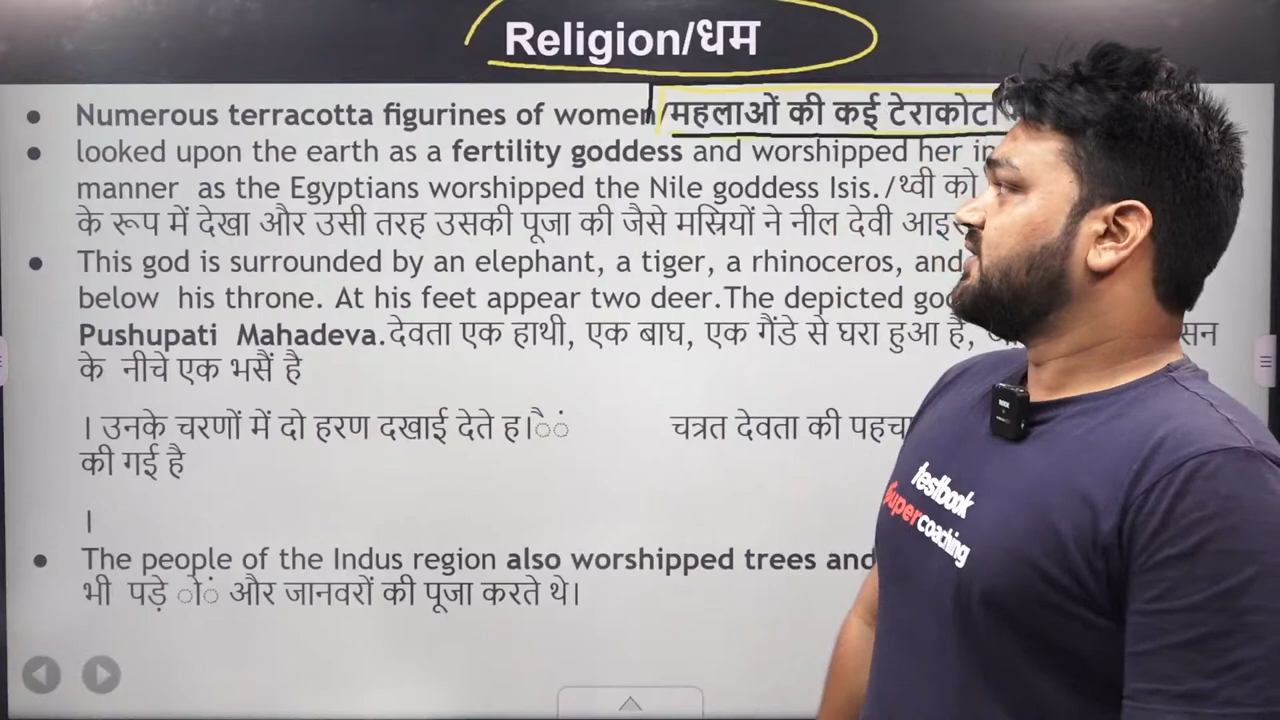 Religion/धम
Numerous terracotta figurines of women/महलाओं की कई टेराकोटा
looked upon the earth as a fertility goddess and worshipped her in
manner as the Egyptians worshipped the Nile goddess Isis./थ्वी को
के रूप में देखा और उसी तरह उसकी पूजा की जैसे मस्रियों ने नील देवी
This god is surrounded by an elephant, a tiger, a rhinoceros, and
below his throne. At his feet appear two deer.The depicted
Pushupati Mahadeva.देवता एक हाथी, एक बाघ, एक गैंडे से घरा हुआ है,
के नीचे एक भसैं है
। उनके चरणों में दो हरण दखाई देते ह।ैं चत्रत देवता की
की गई है
।
The people of the Indus region also worshipped trees and
भी पड़े ों और जानवरों की पूजा करते थे।
testbook
supercoaching